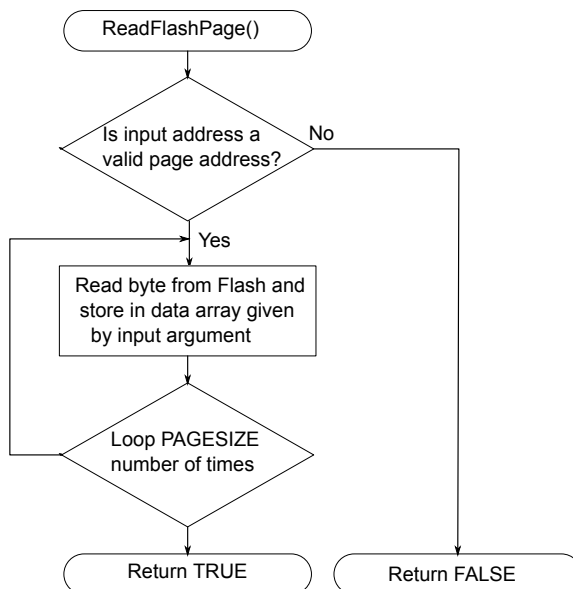 ReadFlashPage()
Is input address a
valid page address?
No
Yes
Read byte from Flash and
store in data array given
by input argument
Loop PAGESIZE
number of times
Return TRUE
Return FALSE